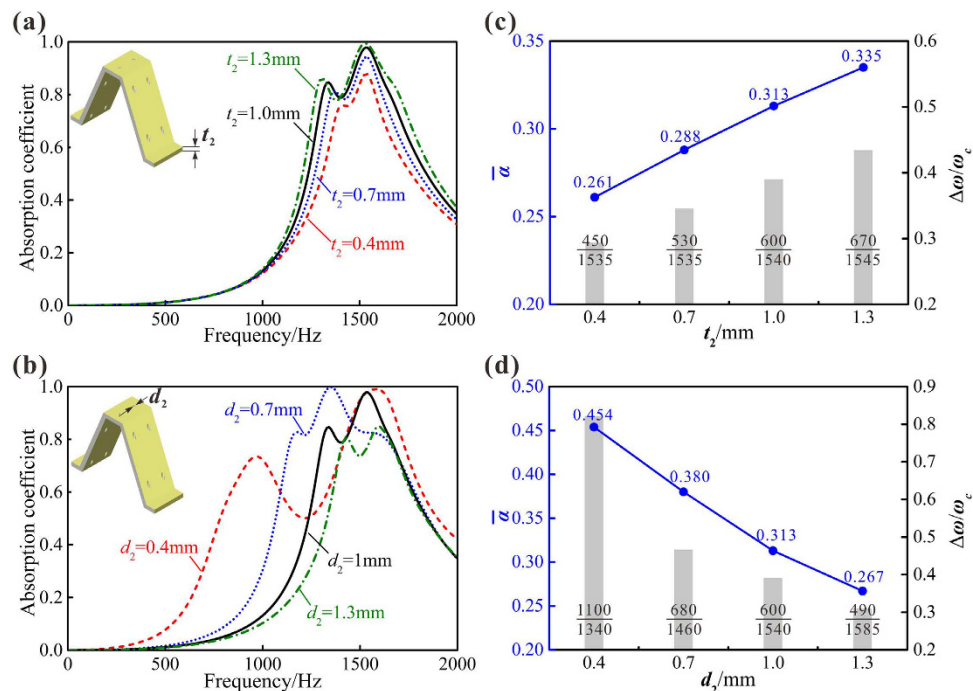 (a)
1.0
0.8
0.6
0.4
0.2
0.0
Absorption coefficient
t₂
t₂=1.3mm
t₂=1.0mm
t₂=0.7mm
t₂=0.4mm
0 500 1000 1500 2000
Frequency/Hz
(c)
0.35
0.30
0.25
0.20
ᾱ
0.261
0.288
0.313
0.335
450
1535
530
1535
600
1540
670
1545
0.6
0.5
0.4
0.3
0.2
Δω/ω_c
0.4 0.7 1.0 1.3
t₂/mm
(b)
1.0
0.8
0.6
0.4
0.2
0.0
Absorption coefficient
d₂
d₂=0.7mm
d₂=0.4mm
d₂=1mm
d₂=1.3mm
0 500 1000 1500 2000
Frequency/Hz
(d)
0.50
0.45
0.40
0.35
0.30
0.25
0.20
ᾱ
0.454
0.380
0.313
0.267
1100
1340
680
1460
600
1540
490
1585
0.9
0.8
0.7
0.6
0.5
0.4
0.3
0.2
Δω/ω_c
0.4 0.7 1.0 1.3
d₂/mm